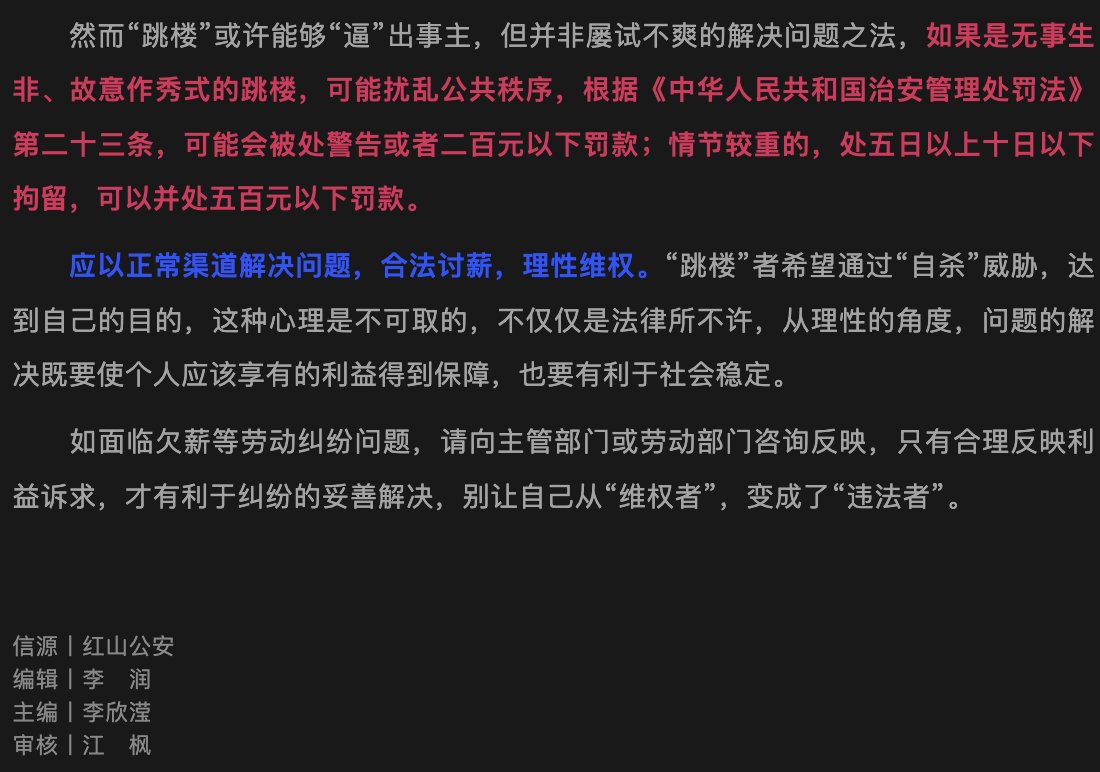 然而“跳楼”或许能够“逼”出事主，但并非屡试不爽的解决问题之法，如果是无事生
非、故意作秀式的跳楼，可能扰乱公共秩序，根据《中华人民共和国治安管理处罚法》
第二十三条，可能会被处警告或者二百元以下罚款；情节较重的，处五日以上十日以下
拘留，可以并处五百元以下罚款。
应以正常渠道解决问题，合法讨薪，理性维权。“跳楼”者希望通过“自杀”威胁，达
到自己的目的，这种心理是不可取的，不仅仅是法律所不许，从理性的角度，问题的解
决既要使个人应该享有的利益得到保障，也要有利于社会稳定。
如面临欠薪等劳动纠纷问题，请向主管部门或劳动部门咨询反映，只有合理反映利
益诉求，才有利于纠纷的妥善解决，别让自己从“维权者”，变成了“违法者”。
信源丨红山公安
编辑丨李　润
主编丨李欣滢
审核丨江　枫